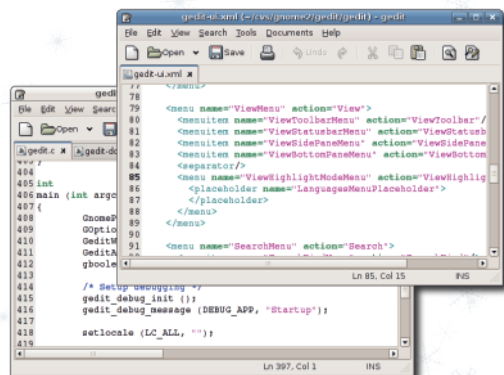 gedit-ui.xml (~/cvs/gnome2/gedit/gedit) - gedit
File Edit View Search Tools Documents Help
Open Save Undo
gedit-ui.xml x
77 </menu>
78
79 <menu name="ViewMenu" action="View">
80 <menuitem name="ViewToolbarMenu" action="ViewToolbar"/
81 <menuitem name="ViewStatusbarMenu" action="ViewStatusb
82 <menuitem name="ViewSidePaneMenu" action="ViewSidePane
83 <menuitem name="ViewBottomPaneMenu" action="ViewBottom
84 <separator/>
85 <menu name="ViewHighlightModeMenu" action="ViewHighlig
86 <placeholder name="LanguagesMenuPlaceholder">
87 </placeholder>
88 </menu>
89 </menu>
90
91 <menu name="SearchMenu" action="Search">
Ln 85, Col 15 INS
gedi
File Edit View Searc
Open
gedit.c x gedit-do
403 }
404
405 int
406 main (int argc
407 {
408 GnomeP
409 GOptio
410 GeditW
411 GeditA
412 gboole
413
414 /* Setup debugging */
415 gedit_debug_init ();
416 gedit_debug_message (DEBUG_APP, "Startup");
417
418 setlocale (LC_ALL, "");
419
Ln 397, Col 1 INS